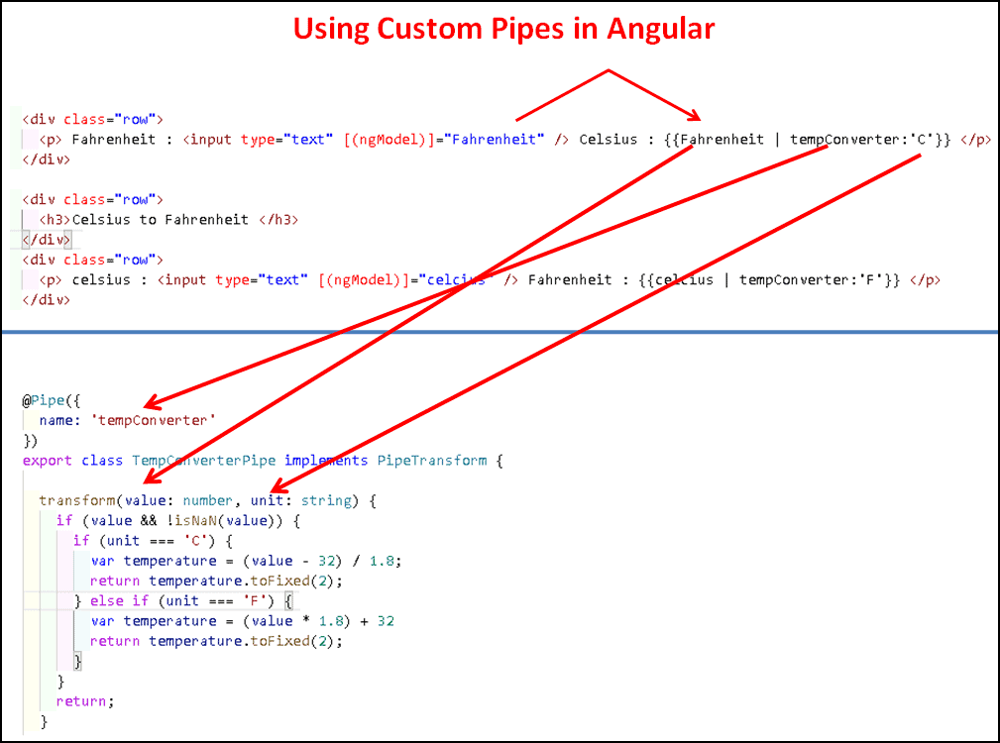 Using Custom Pipes in Angular
<div class="row">
<p> Fahrenheit : <input type="text" [(ngModel)]="Fahrenheit" /> Celsius : {{Fahrenheit | tempConverter:'C'}} </p>
</div>
<div class="row">
<h3>Celsius to Fahrenheit </h3>
</div>
<div class="row">
<p> celsius : <input type="text" [(ngModel)]="celcius" /> Fahrenheit : {{celcius | tempConverter:'F'}} </p>
</div>
@Pipe({
name: 'tempConverter'
})
export class TempConverterPipe implements PipeTransform {
transform(value: number, unit: string) {
if (value && !isNaN(value)) {
if (unit === 'C') {
var temperature = (value - 32) / 1.8;
return temperature.toFixed(2);
} else if (unit === 'F') {
var temperature = (value * 1.8) + 32
return temperature.toFixed(2);
}
}
return;
}